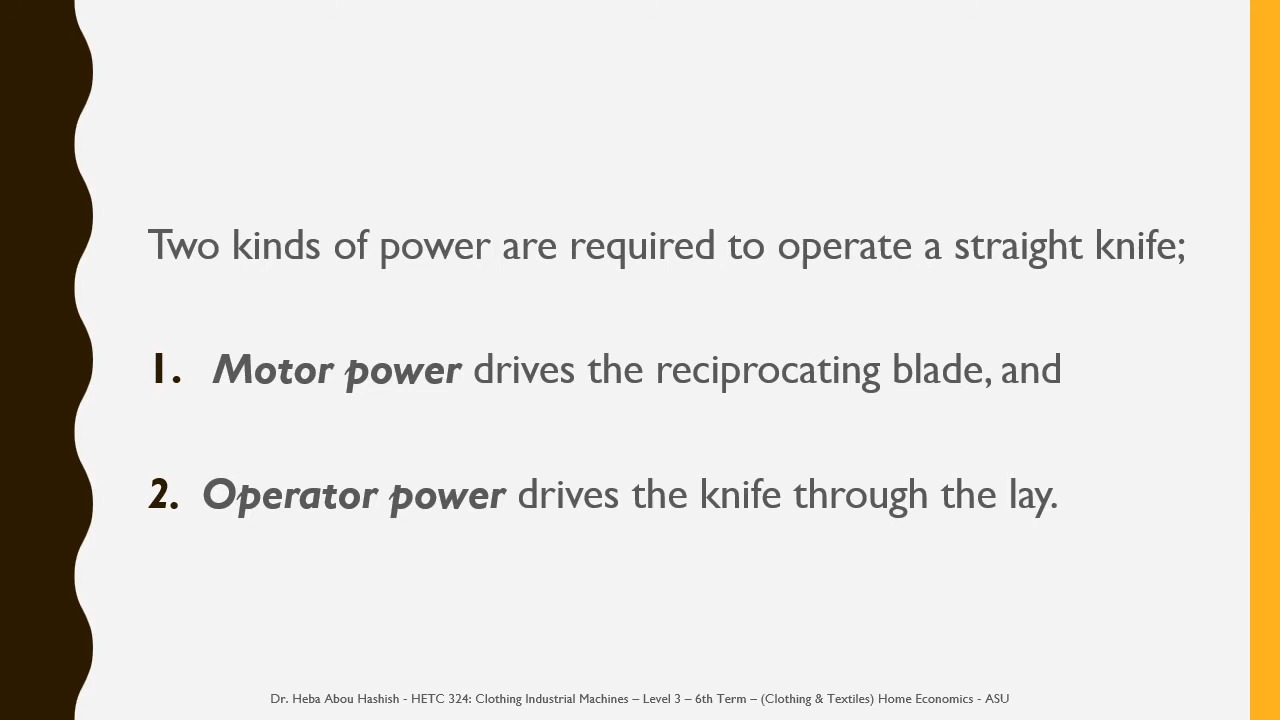 Two kinds of power are required to operate a straight knife;
1. Motor power drives the reciprocating blade, and
2. Operator power drives the knife through the lay.
Dr. Heba Abou Hashish - HETC 324: Clothing Industrial Machines – Level 3 – 6th Term – (Clothing & Textiles) Home Economics - ASU